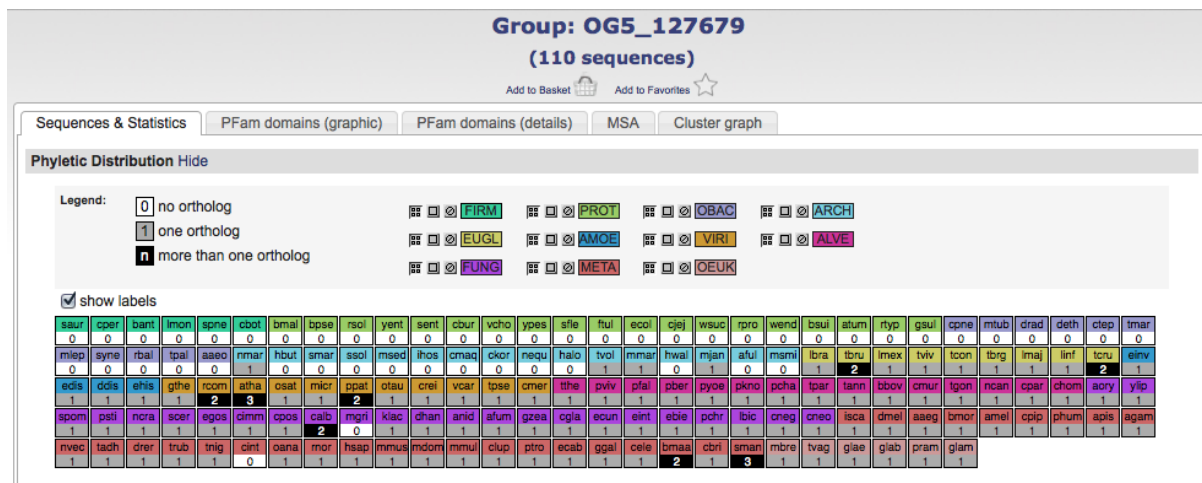 Group: OG5_127679
(110 sequences)
Add to Basket Add to Favorites
Sequences & Statistics PFam domains (graphic) PFam domains (details) MSA Cluster graph
Phyletic Distribution Hide
Legend: 0 no ortholog
1 one ortholog
n more than one ortholog
FIRM PROT OBAC ARCH
EUGL AMOE VIRI ALVE
FUNG META OEUK
show labels
saur cper bant lmon spne cbot bmal bpse rsol yent sent cbur vcho ypes sfle ftul ecol cjej wsuc rpro wend bsui atum rtyp gsul cpne mtub drad deth ctep tmar
0 0 0 0 0 0 0 0 0 0 0 0 0 0 0 0 0 0 0 0 0 0 0 0 0 0 0 0 0 0 0
mlep syne rbal tpal aaeo nmar hbut smar ssol msed ihos cmaq ckor nequ halo tvol mmar hwal mjan aful msmi lbra tbru lmex tviv tcon tbrg lmaj linf tcru einv
0 0 0 0 0 1 0 0 0 0 0 0 0 0 0 1 1 0 1 1 0 1 2 1 1 1 1 1 1 2 1
edis ddis ehis gthe rcom atha osat micr ppat otau crei vcar tpse cmer tthe pviv pfal pber pyoe pkno pcha tpar tann bbov cmur tgon ncan cpar chom aory ylip
1 1 1 1 2 3 1 1 2 1 1 1 1 1 1 1 1 1 1 1 1 1 1 1 1 1 1 1 1 1 1
spom psti ncra scer egos cimm cpos calb mgri klac dhan anid afum gzea cgla ecun eint ebie pchr lbic cneg cneo isca dmel aaeg bmor amel cpip phum apis agam
1 1 1 1 1 1 1 2 0 1 1 1 1 1 1 1 1 1 1 1 1 1 1 1 1 1 1 1 1 1 1
nvec tadh drer trub tnig cint oana rnor hsap mmus mdom mmul clup ptro ecab ggal cele bmaa cbri sman mbre tvag glae glab pram glam
1 1 1 1 1 0 1 1 1 1 1 1 1 1 1 1 1 2 1 3 1 1 1 1 1 1